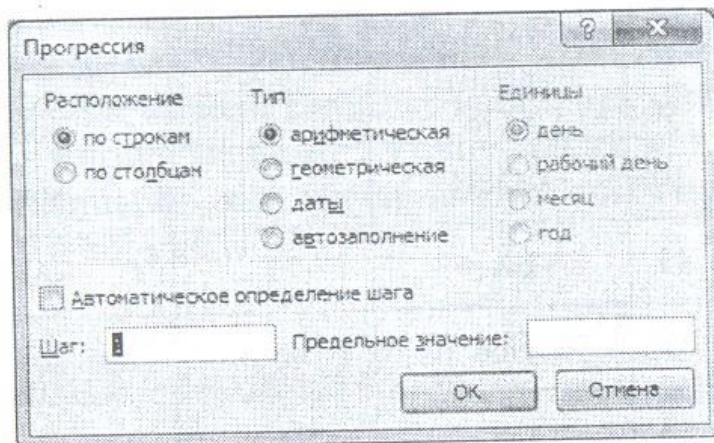 Прогрессия
Расположение
по строкам
по столбцам
Тип
арифметическая
геометрическая
даты
автозаполнение
Единицы
день
рабочий день
месяц
год
Автоматическое определение шага
Шаг: 1
Предельное значение:
ОК
Отмена